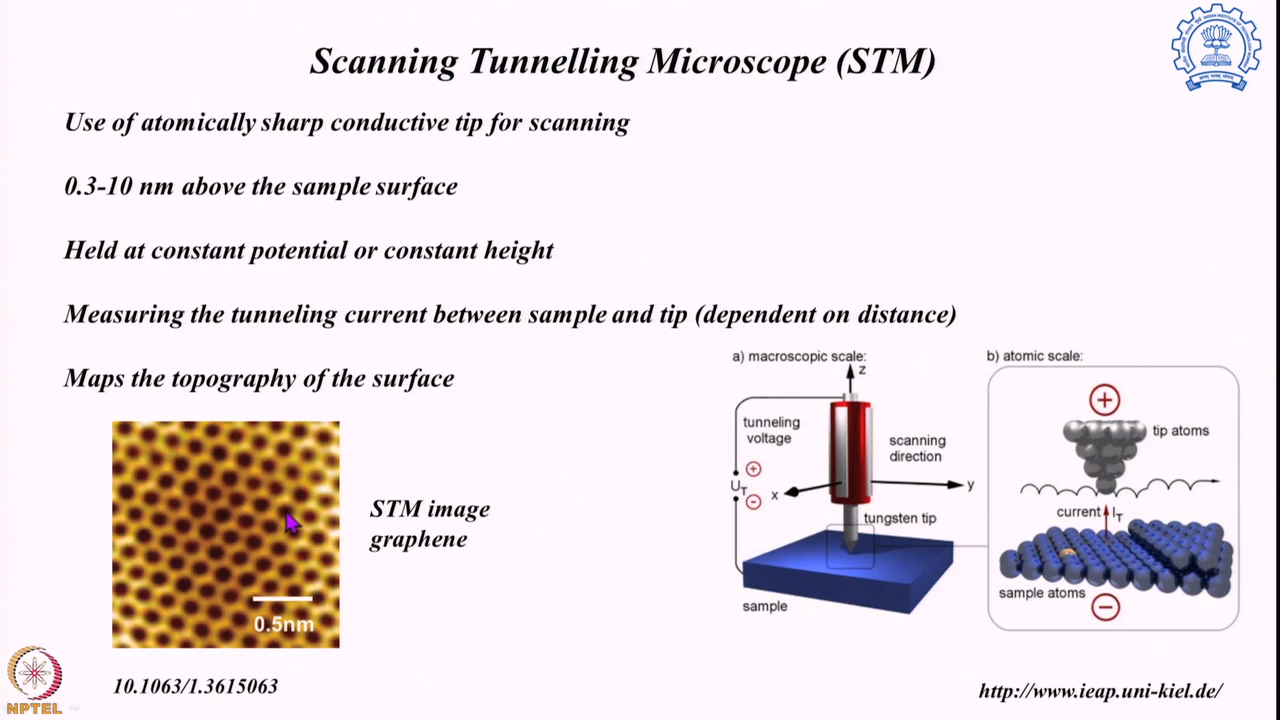 Scanning Tunnelling Microscope (STM)
Use of atomically sharp conductive tip for scanning
0.3-10 nm above the sample surface
Held at constant potential or constant height
Measuring the tunneling current between sample and tip (dependent on distance)
Maps the topography of the surface
a) macroscopic scale:
z
tunneling
voltage
+
UT
−
x
scanning
direction
y
tungsten tip
sample
b) atomic scale:
+
tip atoms
current IT
sample atoms
−
0.5nm
STM image
graphene
10.1063/1.3615063
http://www.ieap.uni-kiel.de/
NPTEL